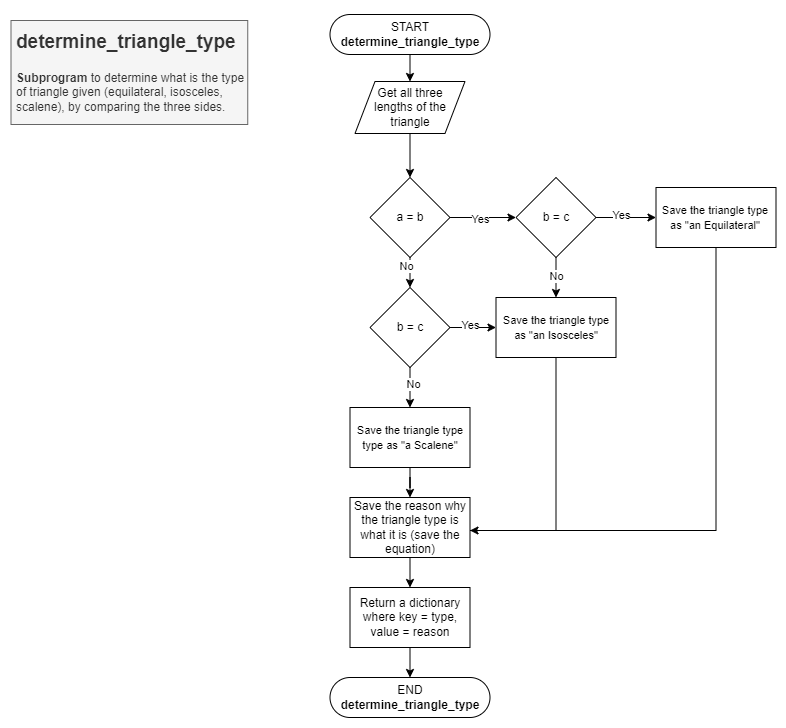 determine_triangle_type
Subprogram to determine what is the type
of triangle given (equilateral, isosceles,
scalene), by comparing the three sides.
START
determine_triangle_type
Get all three
lengths of the
triangle
a = b
Yes
b = c
Yes
Save the triangle type
as "an Equilateral"
No
No
b = c
Yes
Save the triangle type
as "an Isosceles"
No
Save the triangle type
type as "a Scalene"
Save the reason why
the triangle type is
what it is (save the
equation)
Return a dictionary
where key = type,
value = reason
END
determine_triangle_type